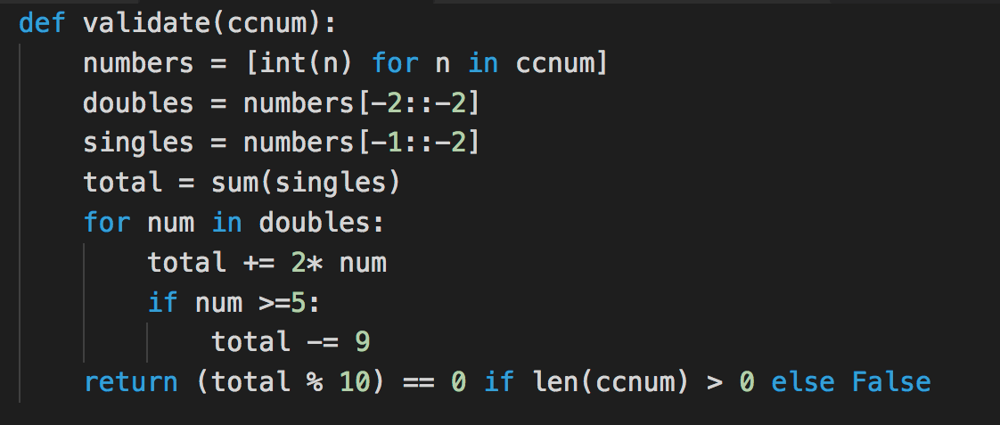 def validate(ccnum):
    numbers = [int(n) for n in ccnum]
    doubles = numbers[-2::-2]
    singles = numbers[-1::-2]
    total = sum(singles)
    for num in doubles:
        total += 2* num
        if num >=5:
            total -= 9
    return (total % 10) == 0 if len(ccnum) > 0 else False